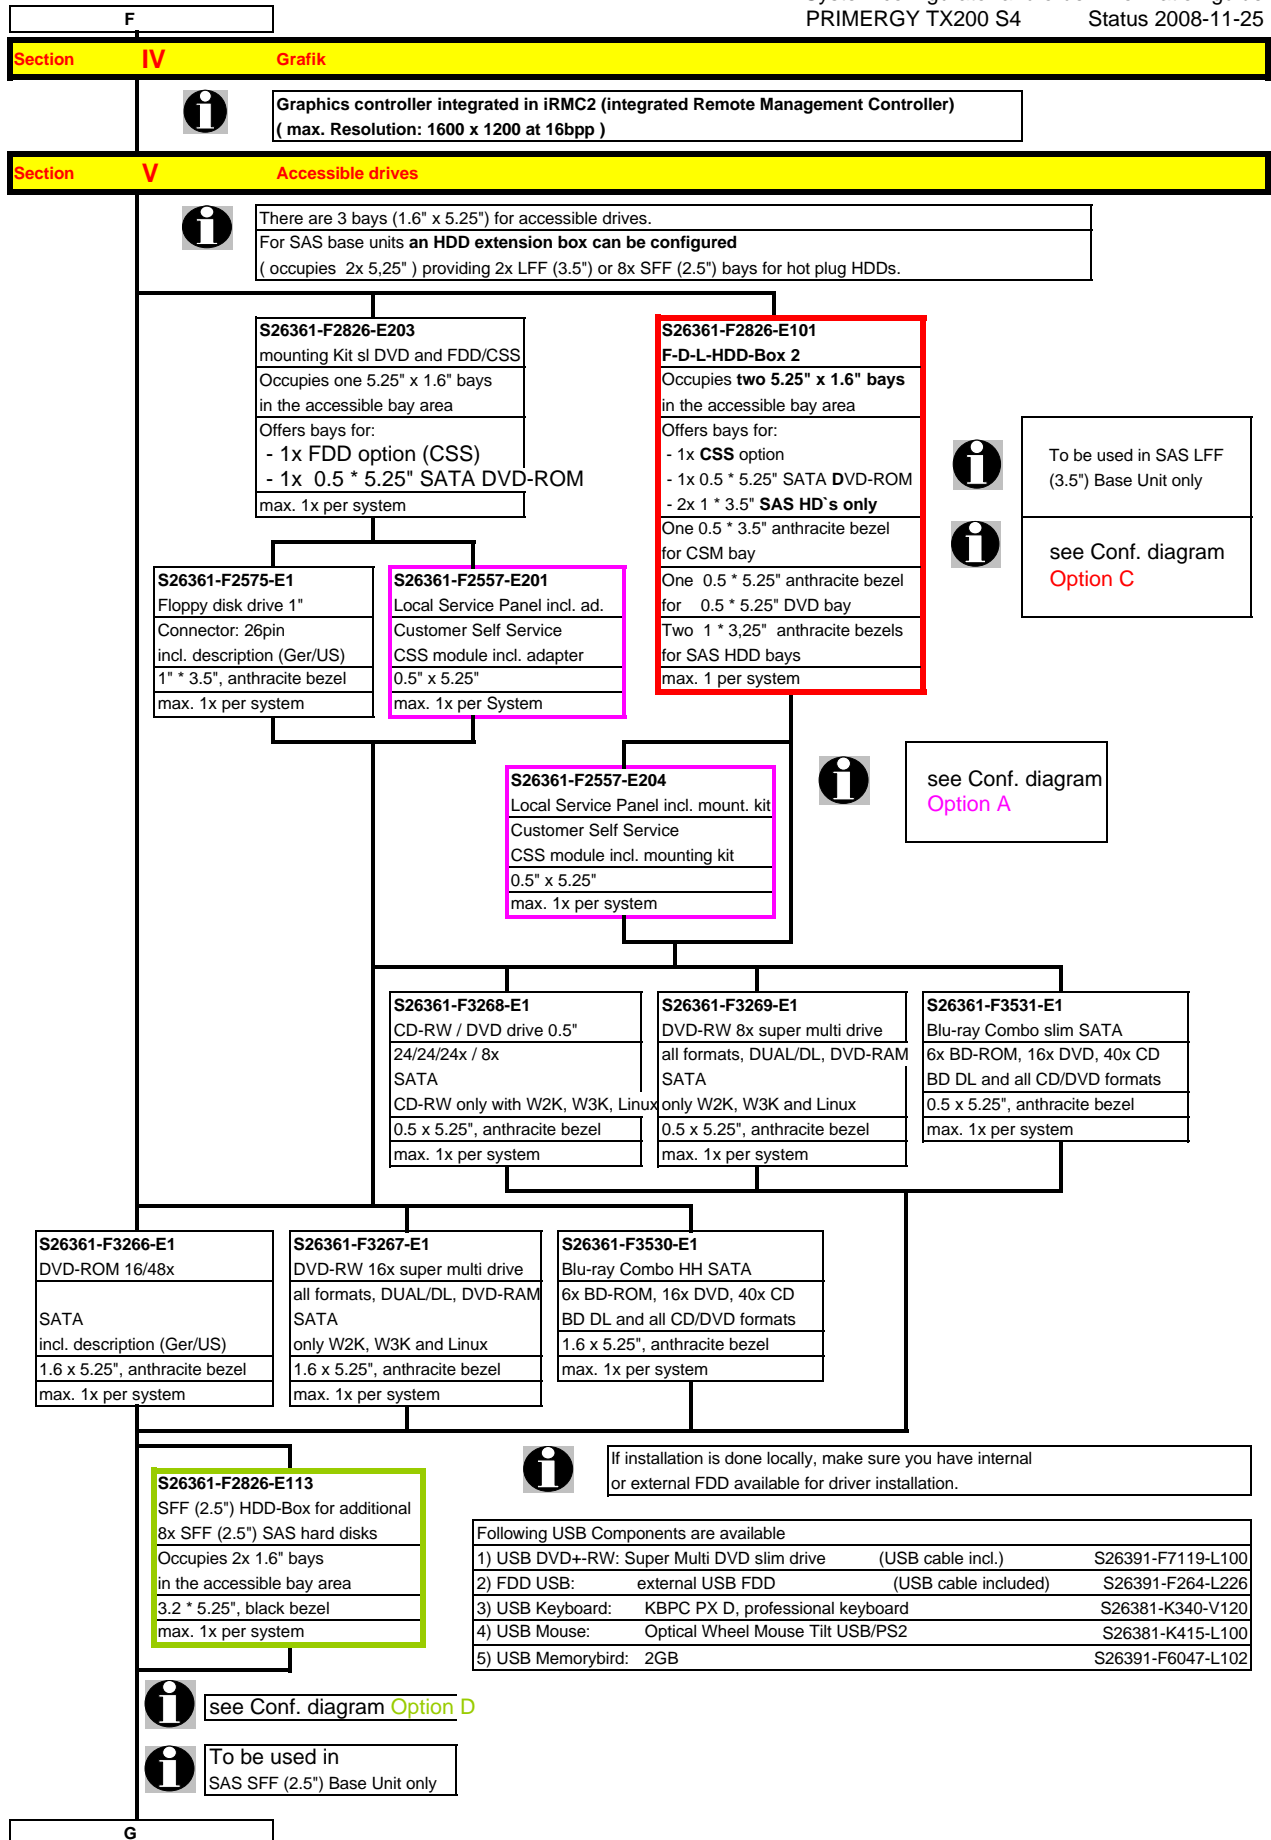 PRIMERGY TX200 S4 Status 2008-11-25
F
Section IV Grafik
Graphics controller integrated in iRMC2 (integrated Remote Management Controller)
( max. Resolution: 1600 x 1200 at 16bpp )
Section V Accessible drives
There are 3 bays (1.6" x 5.25") for accessible drives.
For SAS base units an HDD extension box can be configured
( occupies 2x 5,25" ) providing 2x LFF (3.5") or 8x SFF (2.5") bays for hot plug HDDs.
S26361-F2826-E203
mounting Kit sl DVD and FDD/CSS
Occupies one 5.25" x 1.6" bays
in the accessible bay area
Offers bays for:
- 1x FDD option (CSS)
- 1x 0.5 * 5.25" SATA DVD-ROM
max. 1x per system
S26361-F2826-E101
F-D-L-HDD-Box 2
Occupies two 5.25" x 1.6" bays
in the accessible bay area
Offers bays for:
- 1x CSS option
- 1x 0.5 * 5.25" SATA DVD-ROM
- 2x 1 * 3.5" SAS HD`s only
One 0.5 * 3.5" anthracite bezel
for CSM bay
One 0.5 * 5.25" anthracite bezel
for 0.5 * 5.25" DVD bay
Two 1 * 3,25" anthracite bezels
for SAS HDD bays
max. 1 per system
To be used in SAS LFF
(3.5") Base Unit only
see Conf. diagram
Option C
S26361-F2575-E1
Floppy disk drive 1"
Connector: 26pin
incl. description (Ger/US)
1" * 3.5", anthracite bezel
max. 1x per system
S26361-F2557-E201
Local Service Panel incl. ad.
Customer Self Service
CSS module incl. adapter
0.5" x 5.25"
max. 1x per System
S26361-F2557-E204
Local Service Panel incl. mount. kit
Customer Self Service
CSS module incl. mounting kit
0.5" x 5.25"
max. 1x per system
see Conf. diagram
Option A
S26361-F3268-E1
CD-RW / DVD drive 0.5"
24/24/24x / 8x
SATA
CD-RW only with W2K, W3K, Linux
0.5 x 5.25", anthracite bezel
max. 1x per system
S26361-F3269-E1
DVD-RW 8x super multi drive
all formats, DUAL/DL, DVD-RAM
SATA
only W2K, W3K and Linux
0.5 x 5.25", anthracite bezel
max. 1x per system
S26361-F3531-E1
Blu-ray Combo slim SATA
6x BD-ROM, 16x DVD, 40x CD
BD DL and all CD/DVD formats
0.5 x 5.25", anthracite bezel
max. 1x per system
S26361-F3266-E1
DVD-ROM 16/48x
SATA
incl. description (Ger/US)
1.6 x 5.25", anthracite bezel
max. 1x per system
S26361-F3267-E1
DVD-RW 16x super multi drive
all formats, DUAL/DL, DVD-RAM
SATA
only W2K, W3K and Linux
1.6 x 5.25", anthracite bezel
max. 1x per system
S26361-F3530-E1
Blu-ray Combo HH SATA
6x BD-ROM, 16x DVD, 40x CD
BD DL and all CD/DVD formats
1.6 x 5.25", anthracite bezel
max. 1x per system
If installation is done locally, make sure you have internal
or external FDD available for driver installation.
S26361-F2826-E113
SFF (2.5") HDD-Box for additional
8x SFF (2.5") SAS hard disks
Occupies 2x 1.6" bays
in the accessible bay area
3.2 * 5.25", black bezel
max. 1x per system
Following USB Components are available
1) USB DVD+-RW: Super Multi DVD slim drive (USB cable incl.) S26391-F7119-L100
2) FDD USB: external USB FDD (USB cable included) S26391-F264-L226
3) USB Keyboard: KBPC PX D, professional keyboard S26381-K340-V120
4) USB Mouse: Optical Wheel Mouse Tilt USB/PS2 S26381-K415-L100
5) USB Memorybird: 2GB S26391-F6047-L102
see Conf. diagram Option D
To be used in
SAS SFF (2.5") Base Unit only
G